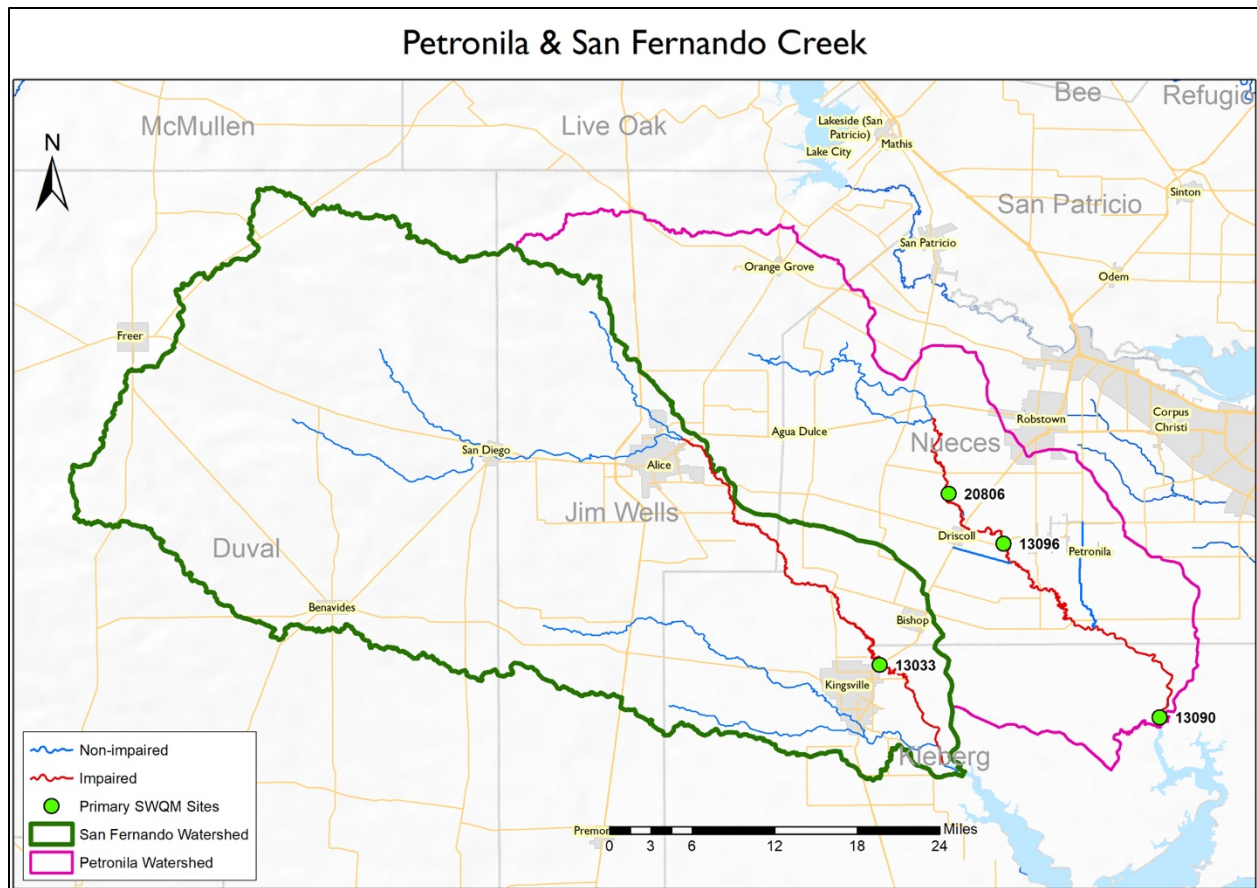 Petronila & San Fernando Creek
Bee
Refugio
McMullen
Live Oak
Lakeside (San
Patricio)
Mathis
Lake City
N
Sinton
San Patricio
San Patricio
Orange Grove
Odem
Freer
Robstown
Corpus
Christi
Agua Dulce
Nueces
San Diego
Alice
20806
Jim Wells
Driscoll
13096
Petronila
Duval
Benavides
Bishop
13033
Kingsville
13090
Kleberg
Non-impaired
Impaired
Primary SWQM Sites
San Fernando Watershed
Petronila Watershed
Premon
Miles
0 3 6 12 18 24